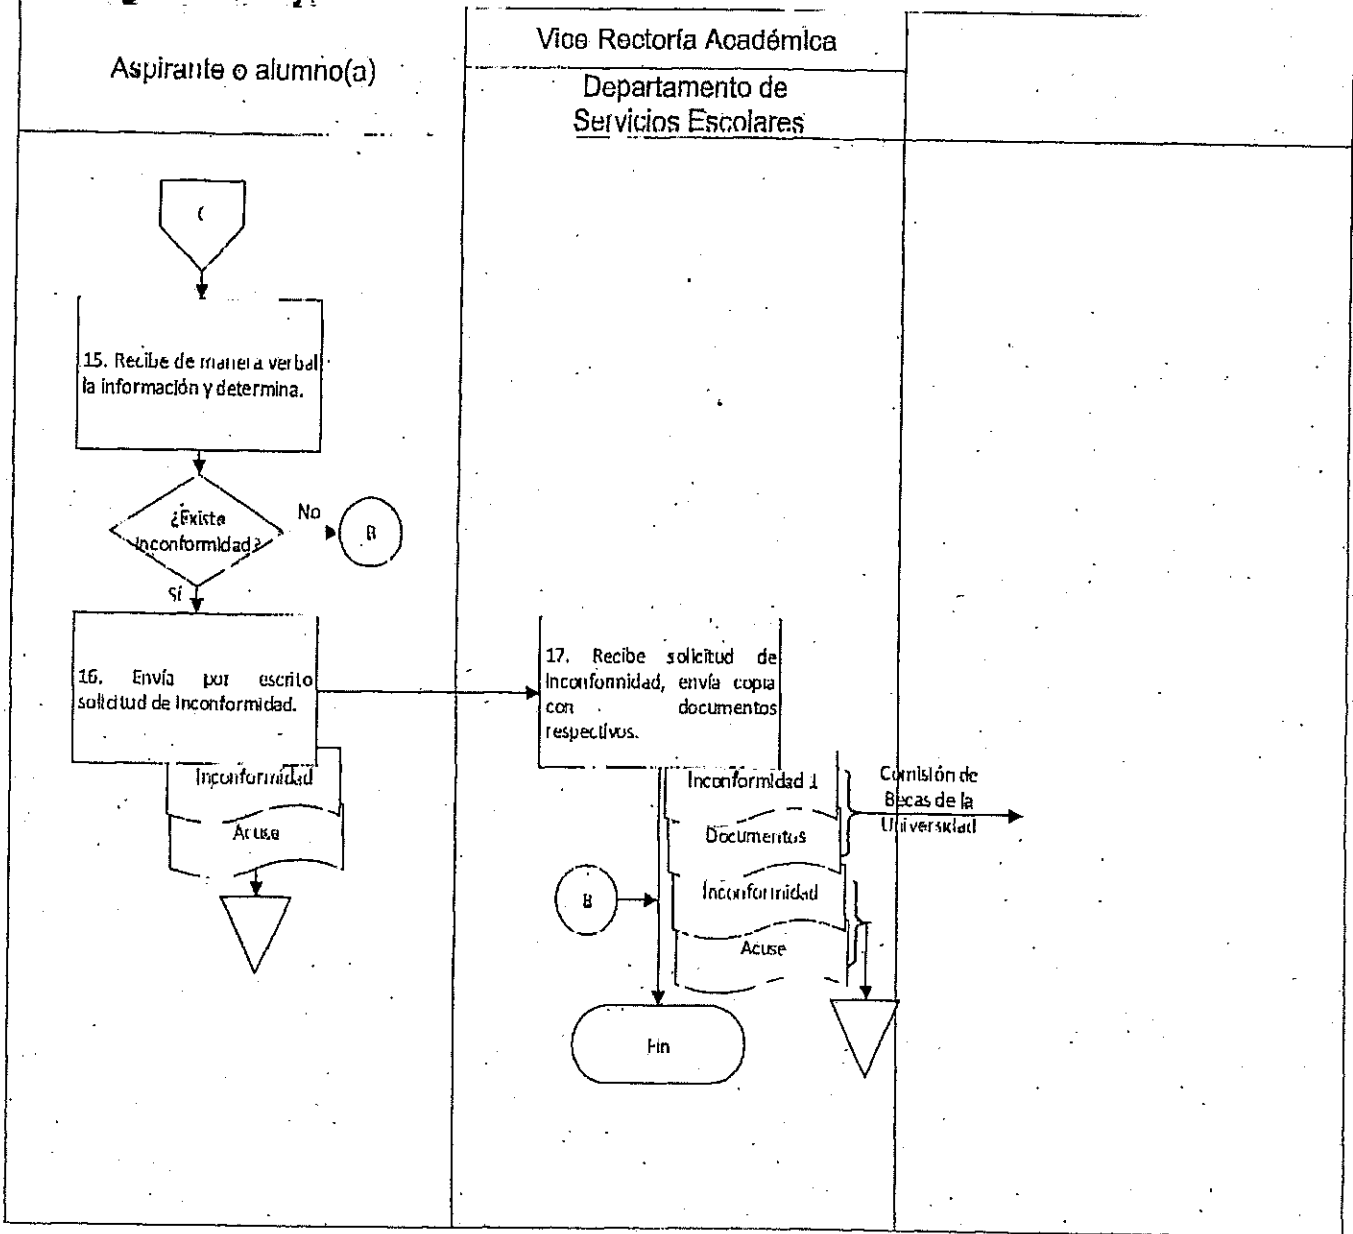 Aspirante o alumno(a)
Vice Rectoría Académica
Departamento de
Servicios Escolares
15. Recibe de manera verbal
la información y determina.
¿Existe
inconformidad?
No
B
Sí
16. Envía por escrito
solicitud de inconformidad.
Inconformidad
Acuse
17. Recibe solicitud de
inconformidad, envía copia
con documentos
respectivos.
Inconformidad 1
Documentos
Comisión de
Becas de la
Universidad
B
Inconformidad
Acuse
Fin